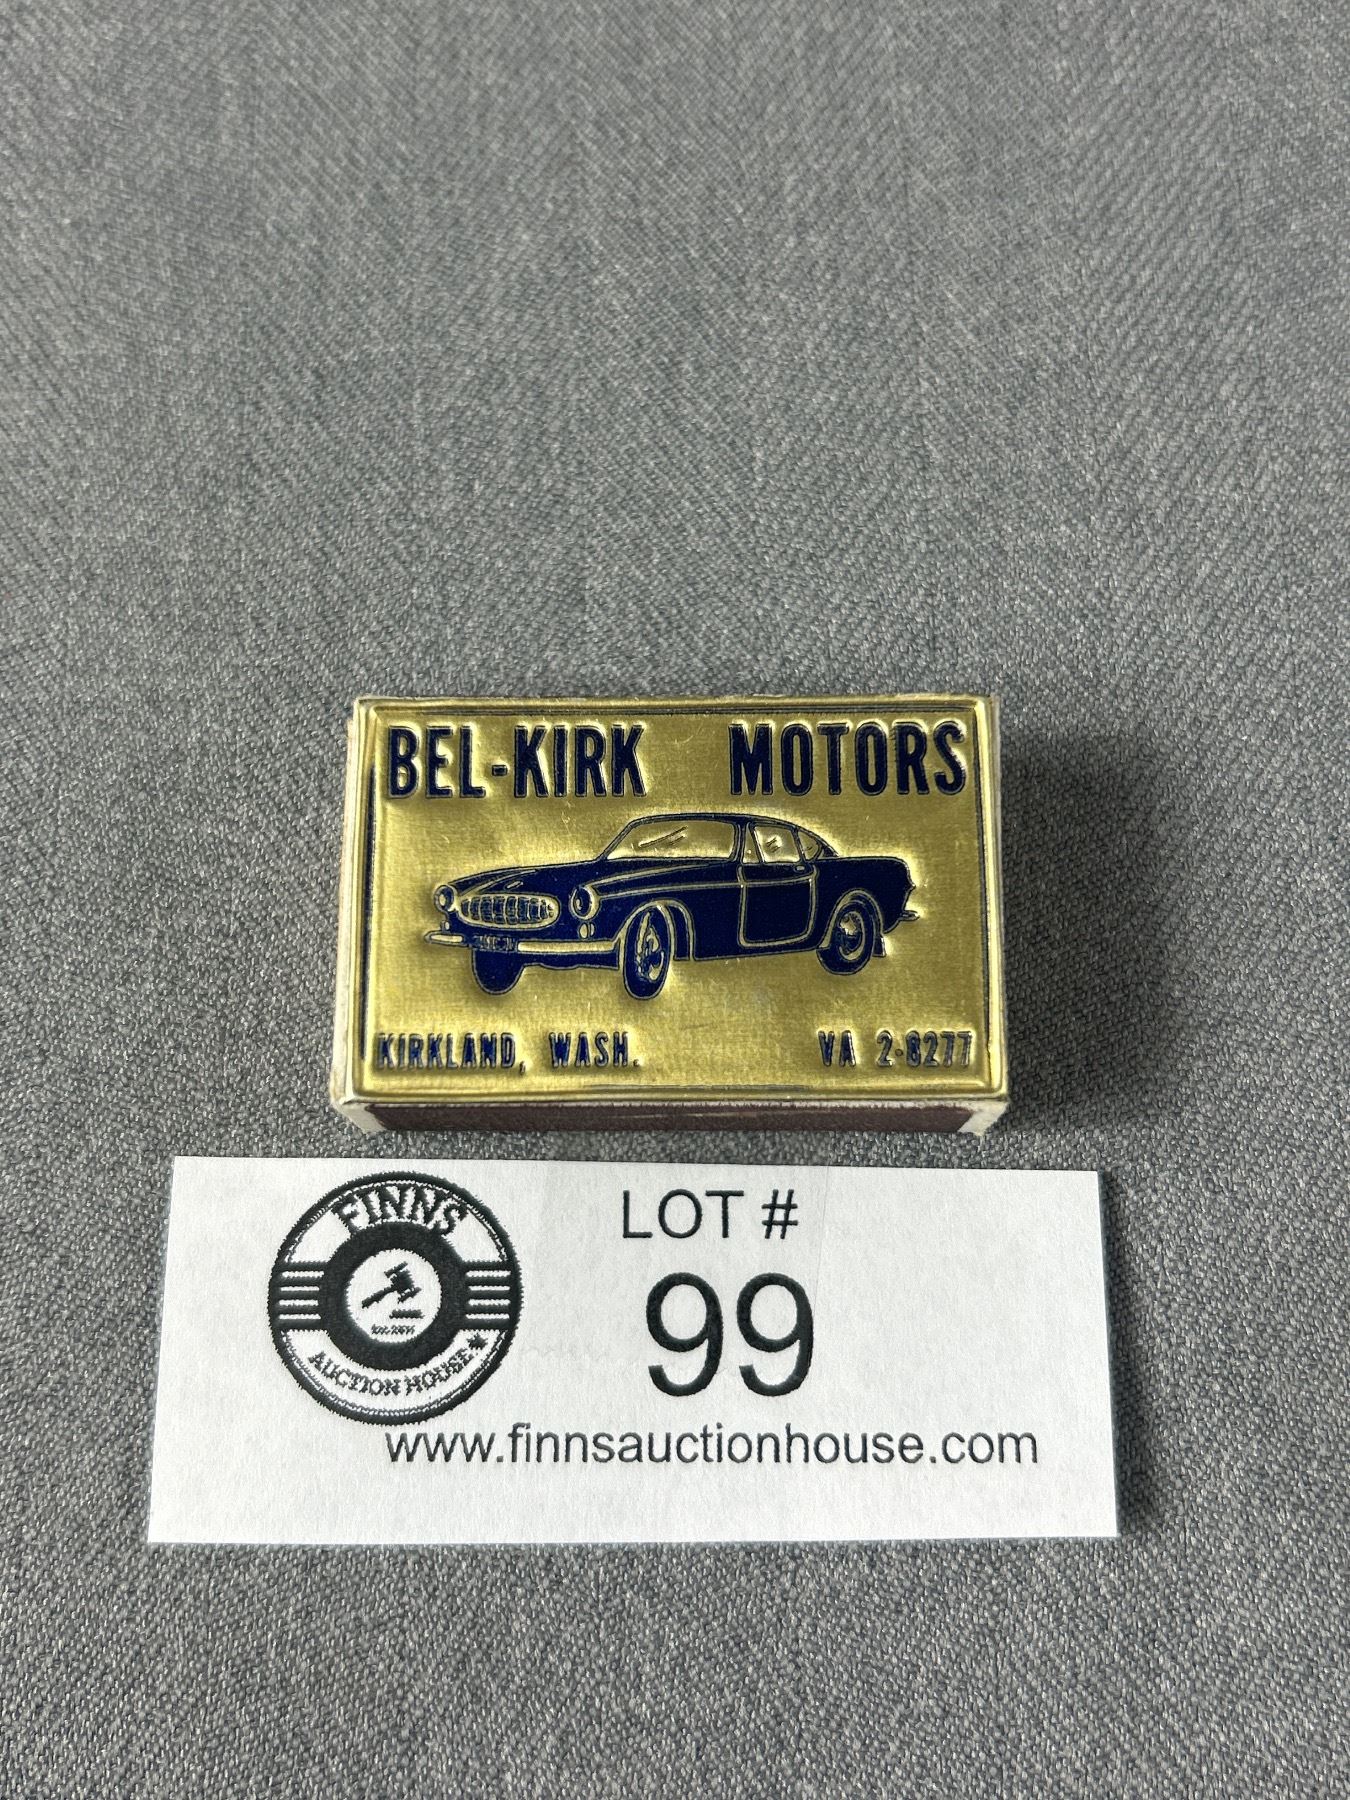 BEL-KIRK MOTORS
KIRKLAND, WASH. VA 2-8277
FINNS
AUCTION HOUSE
LOT #
99
www.finnsauctionhouse.com